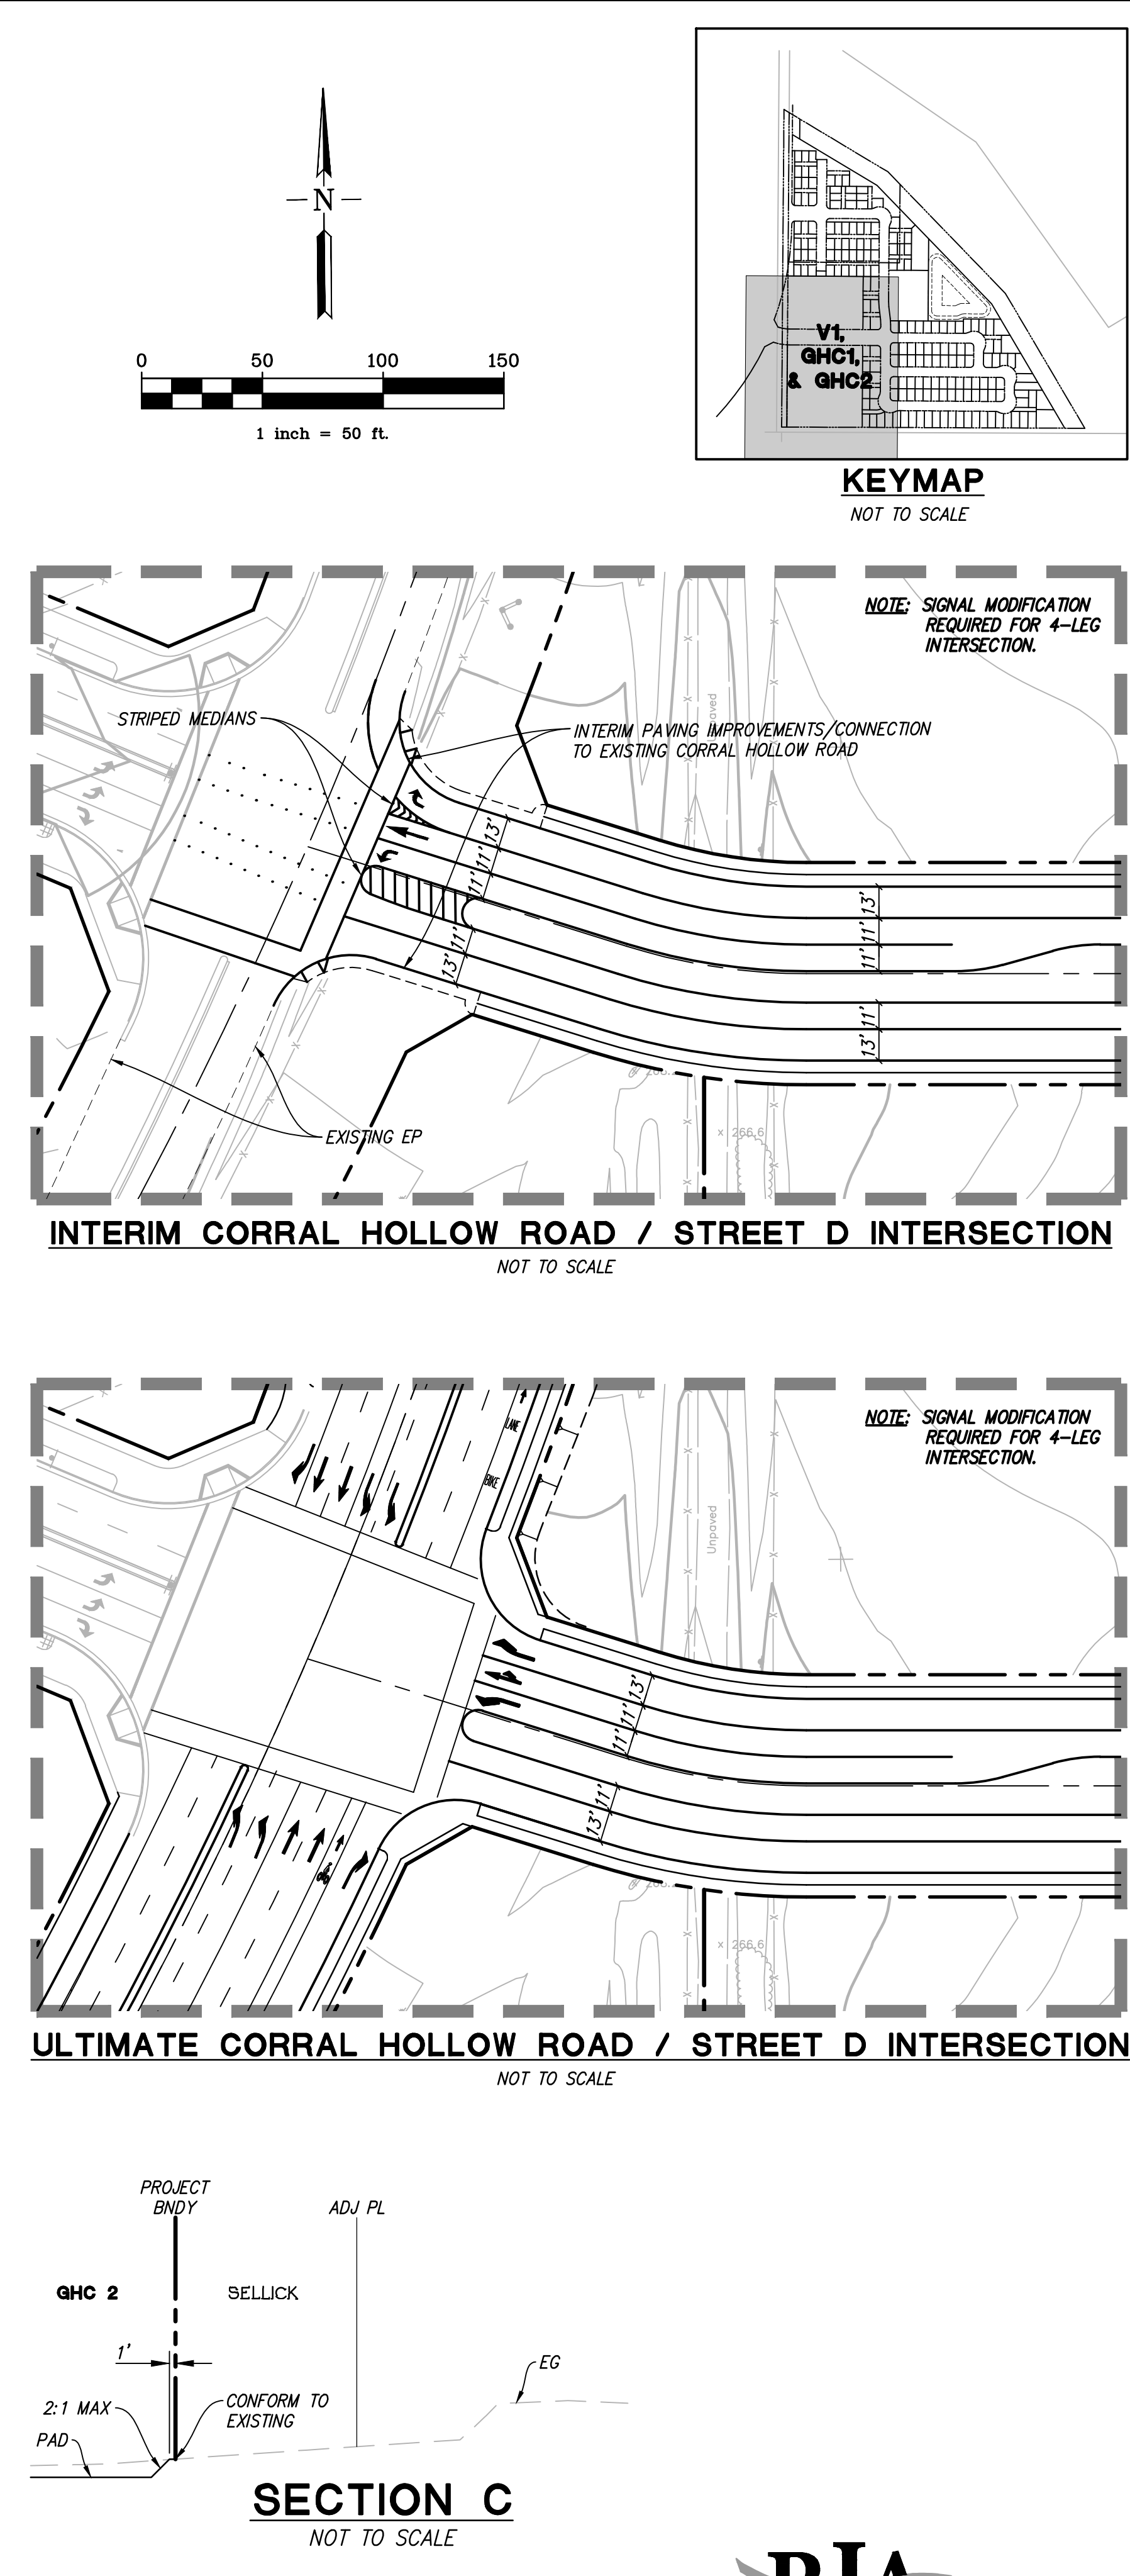 N
0 50 100 150
1 inch = 50 ft.
V1,
GHC1,
& GHC2
KEYMAP
NOT TO SCALE
NOTE: SIGNAL MODIFICATION
REQUIRED FOR 4-LEG
INTERSECTION.
STRIPED MEDIANS
Unpaved
INTERIM PAVING IMPROVEMENTS/CONNECTION
TO EXISTING CORRAL HOLLOW ROAD
11' 11' 13'
13' 11'
11' 11' 13'
13' 11'
x 266.6
EXISTING EP
INTERIM CORRAL HOLLOW ROAD / STREET D INTERSECTION
NOT TO SCALE
NOTE: SIGNAL MODIFICATION
REQUIRED FOR 4-LEG
INTERSECTION.
LANE
BIKE
Unpaved
11' 11' 13'
13' 11'
x 266.6
ULTIMATE CORRAL HOLLOW ROAD / STREET D INTERSECTION
NOT TO SCALE
PROJECT
BNDY
ADJ PL
GHC 2
SELLICK
1'
EG
2:1 MAX
CONFORM TO
EXISTING
PAD
SECTION C
NOT TO SCALE